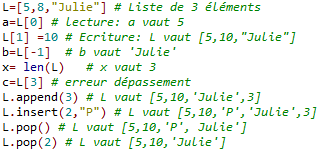 L=[5,8,"Julie"] # Liste de 3 éléments
a=L[0] # lecture: a vaut 5
L[1] =10 # Ecriture: L vaut [5,10,"Julie"]
b=L[-1] # b vaut 'Julie'
x= len(L) # x vaut 3
c=L[3] # erreur dépassement
L.append(3) # L vaut [5,10,'Julie',3]
L.insert(2,"P") # L vaut [5,10,'P','Julie',3]
L.pop() # L vaut [5,10,'P', Julie']
L.pop(2) # L vaut [5,10,'Julie']